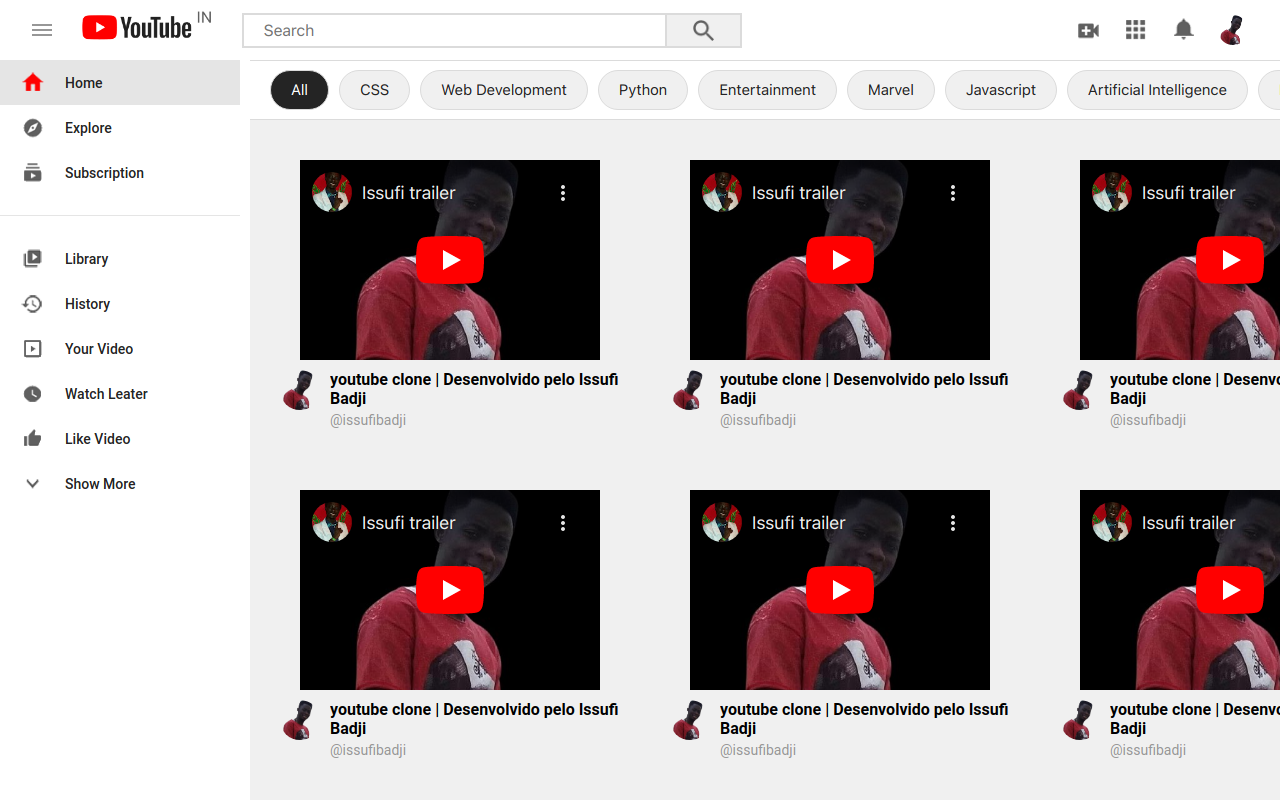 YouTube IN
Search
Home
Explore
Subscription
Library
History
Your Video
Watch Leater
Like Video
Show More
All CSS Web Development Python Entertainment Marvel Javascript Artificial Intelligence
Issufi trailer
Issufi trailer
Issufi trailer
youtube clone | Desenvolvido pelo Issufi
Badji
@issufibadji
youtube clone | Desenvolvido pelo Issufi
Badji
@issufibadji
youtube clone | Desenvo
Badji
@issufibadji
Issufi trailer
Issufi trailer
Issufi trailer
youtube clone | Desenvolvido pelo Issufi
Badji
@issufibadji
youtube clone | Desenvolvido pelo Issufi
Badji
@issufibadji
youtube clone | Desenvo
Badji
@issufibadji